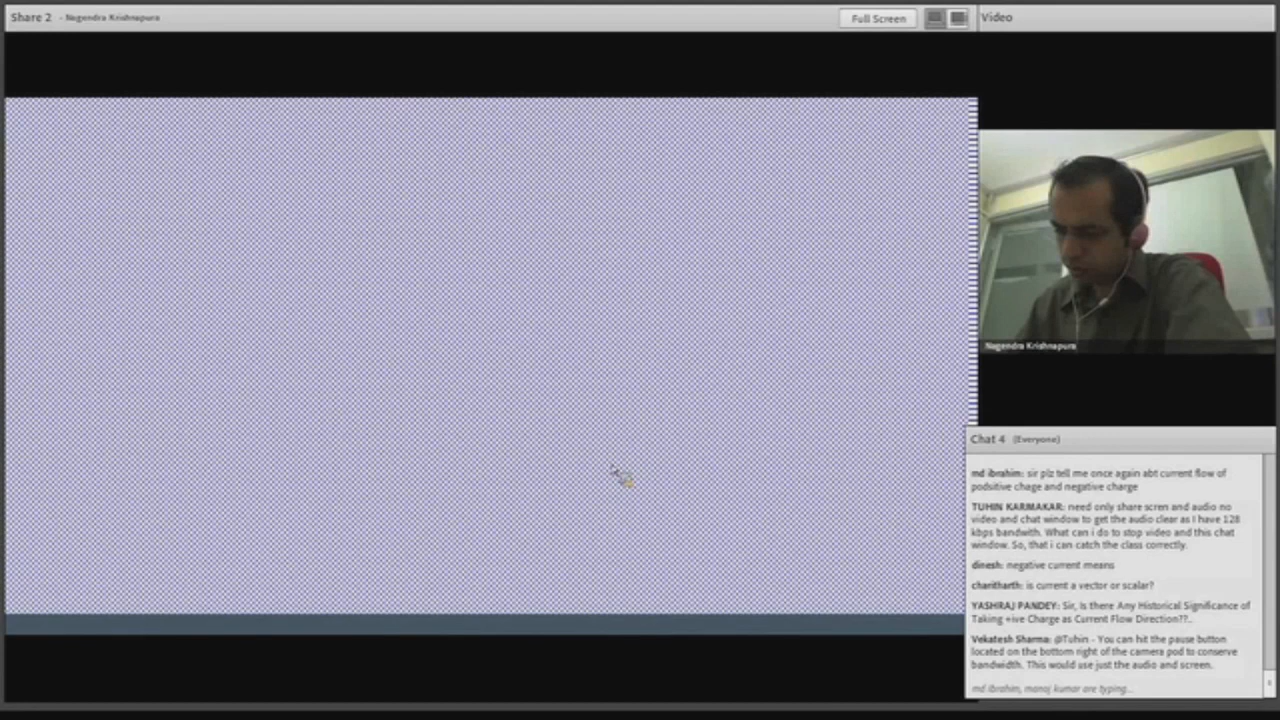 Share 2 - Nagendra Krishnapura
Full Screen
Video
Nagendra Krishnapura
Chat 4 (Everyone)
md ibrahim: sir plz tell me once again abt current flow of
podsitive chage and negative charge
TUHIN KARMAKAR: need only share scren and audio no
video and chat window to get the audio clear as I have 128
kbps bandwith. What can i do to stop video and this chat
window. So, that i can catch the class correctly.
dinesh: negative current means
charitharth: is current a vector or scalar?
YASHRAJ PANDEY: Sir, Is there Any Historical Significance of
Taking +ive Charge as Current Flow Direction??..
Vekatesh Sharma: @Tuhin - You can hit the pause button
located on the bottom right of the camera pod to conserve
bandwidth. This would use just the audio and screen.
md ibrahim, manoj kumar are typing...